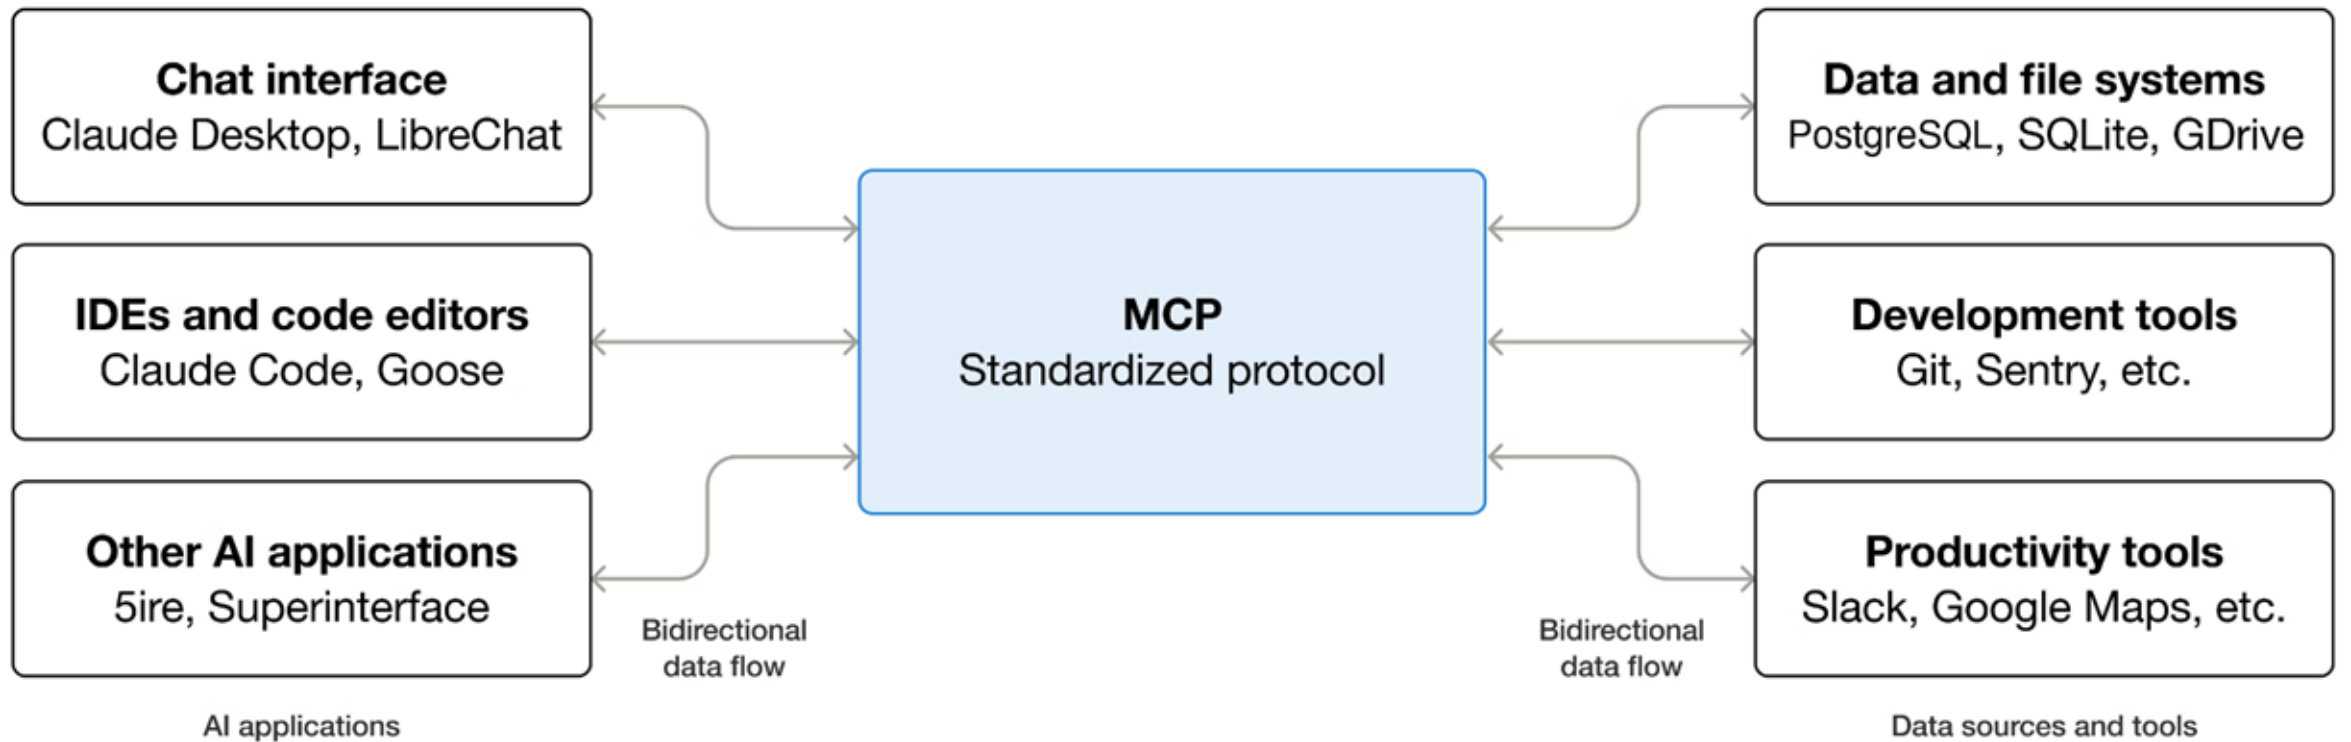 Chat interface
Claude Desktop, LibreChat
IDEs and code editors
Claude Code, Goose
Other AI applications
5ire, Superinterface
AI applications
Bidirectional
data flow
MCP
Standardized protocol
Bidirectional
data flow
Data and file systems
PostgreSQL, SQLite, GDrive
Development tools
Git, Sentry, etc.
Productivity tools
Slack, Google Maps, etc.
Data sources and tools